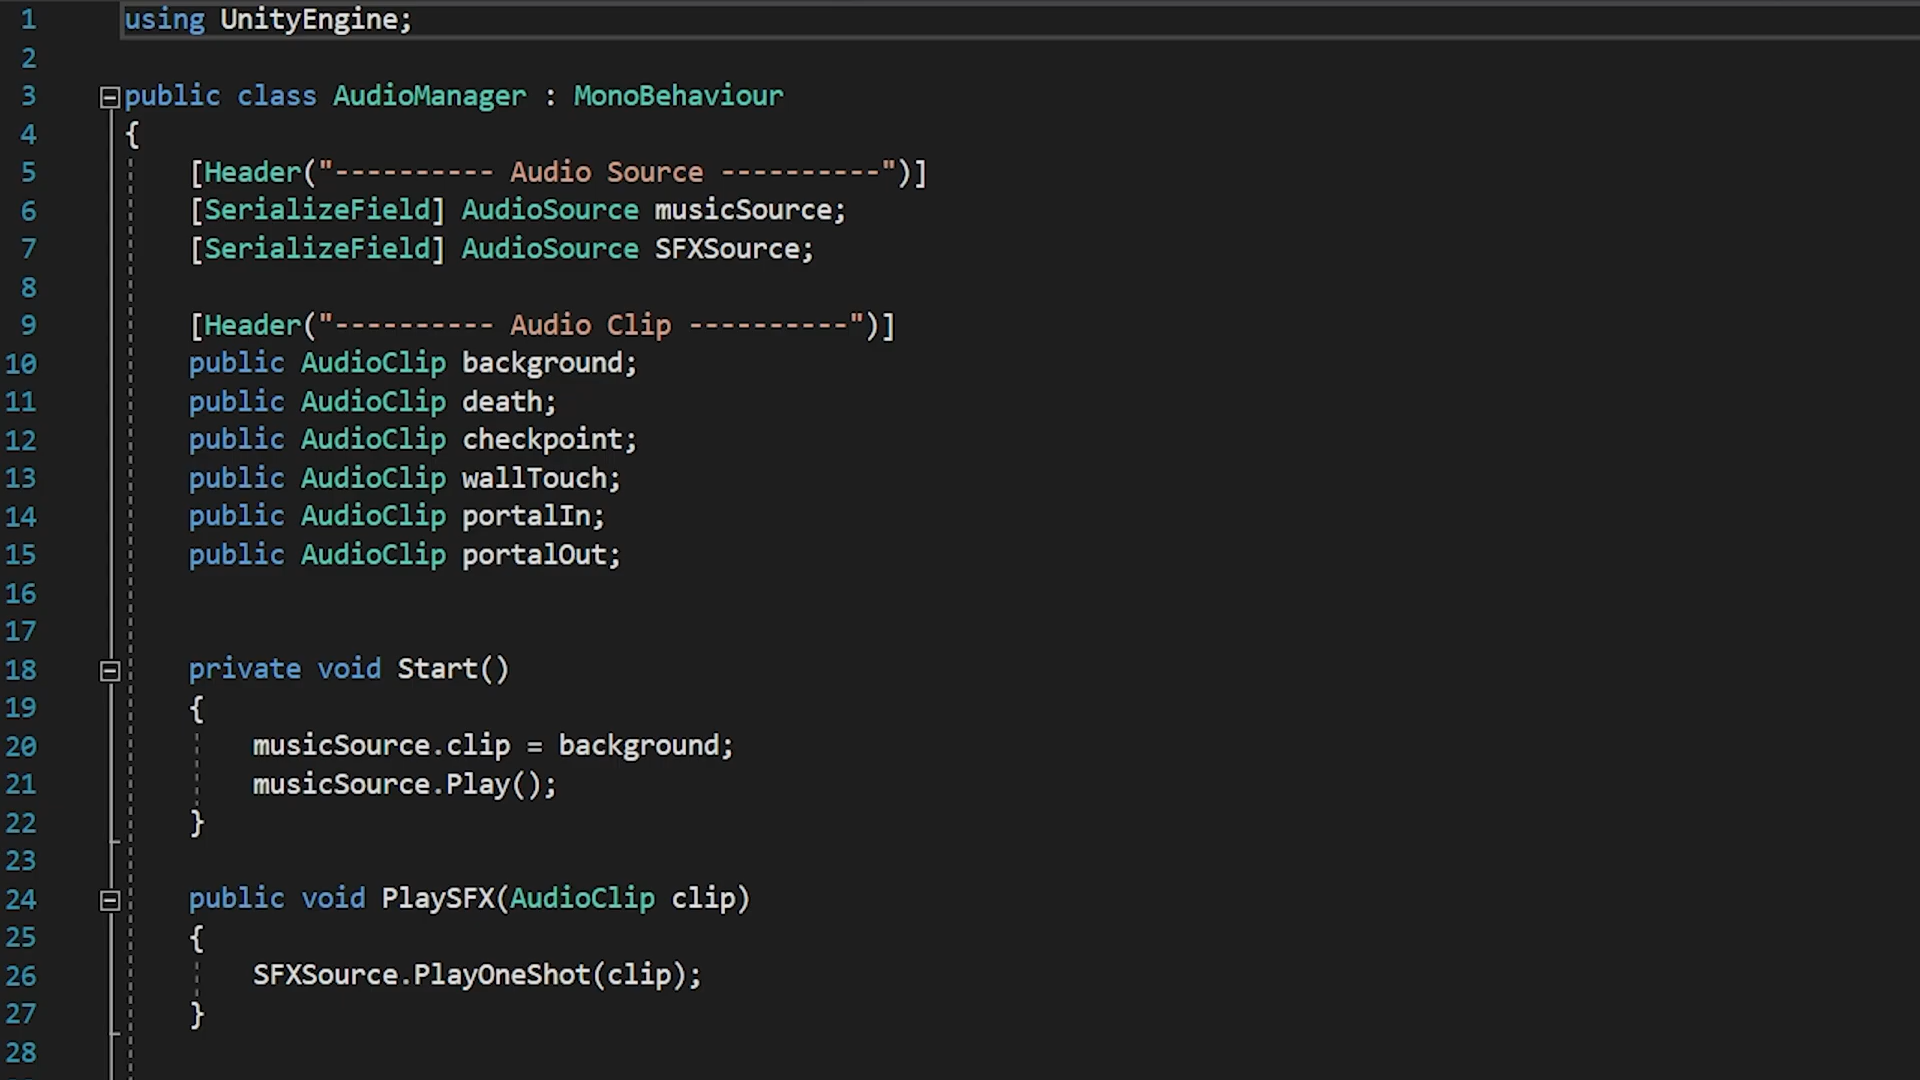 1 using UnityEngine;
2
3 public class AudioManager : MonoBehaviour
4 {
5 [Header("---------- Audio Source ----------")]
6 [SerializeField] AudioSource musicSource;
7 [SerializeField] AudioSource SFXSource;
8
9 [Header("---------- Audio Clip ----------")]
10 public AudioClip background;
11 public AudioClip death;
12 public AudioClip checkpoint;
13 public AudioClip wallTouch;
14 public AudioClip portalIn;
15 public AudioClip portalOut;
16
17
18 private void Start()
19 {
20 musicSource.clip = background;
21 musicSource.Play();
22 }
23
24 public void PlaySFX(AudioClip clip)
25 {
26 SFXSource.PlayOneShot(clip);
27 }
28